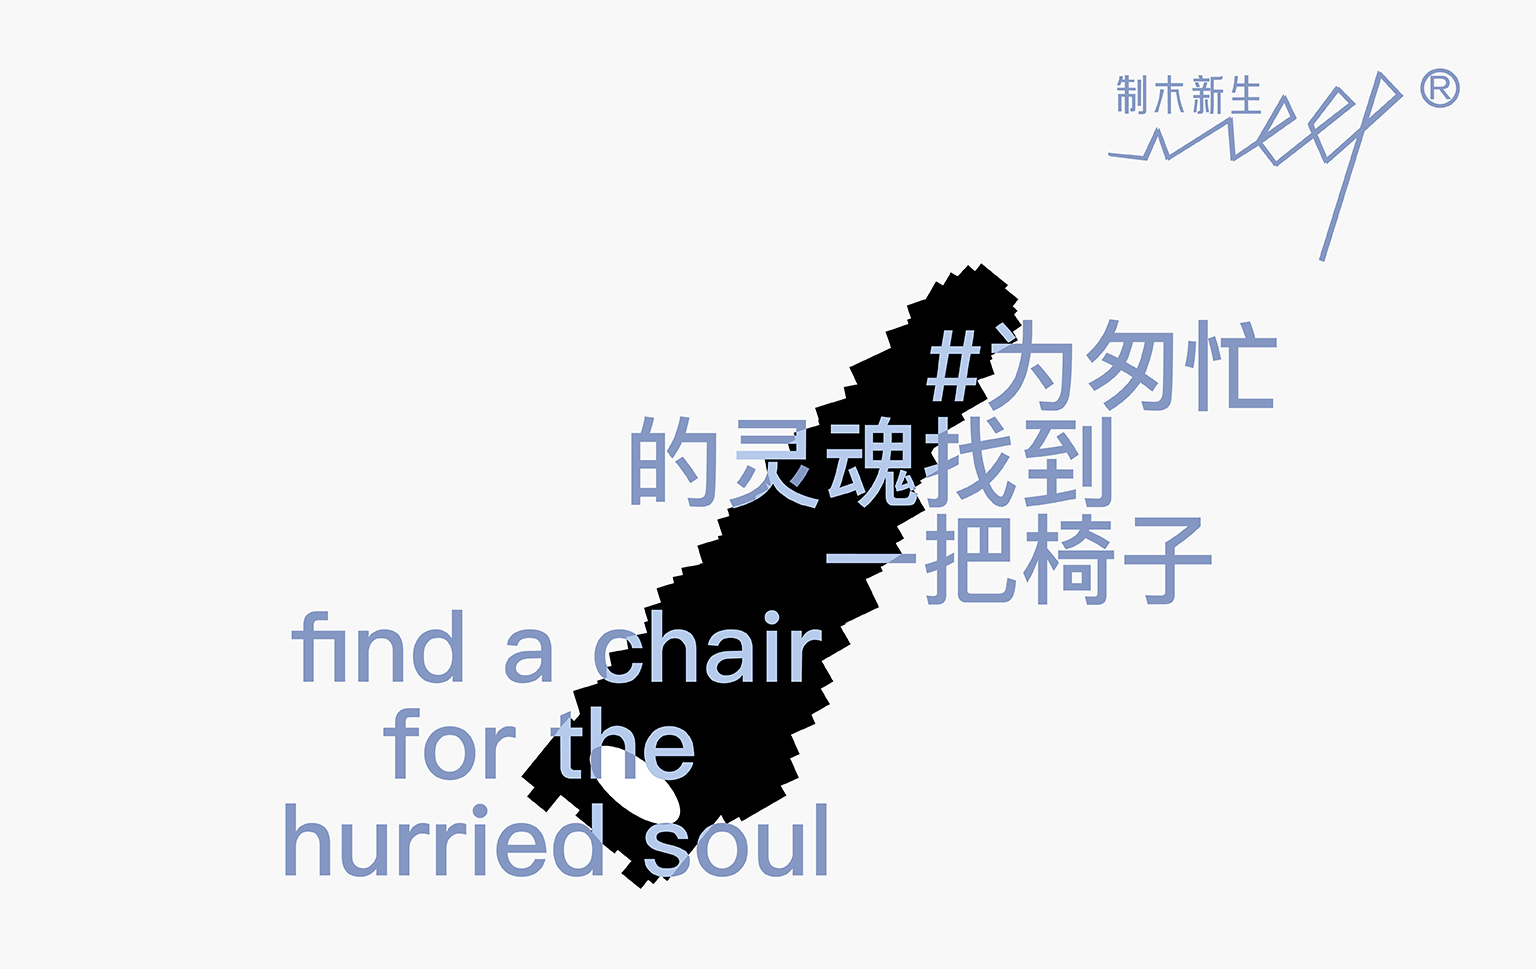 制木新生
meep®
#为匆忙
的灵魂找到
一把椅子
find a chair
for the
hurried soul